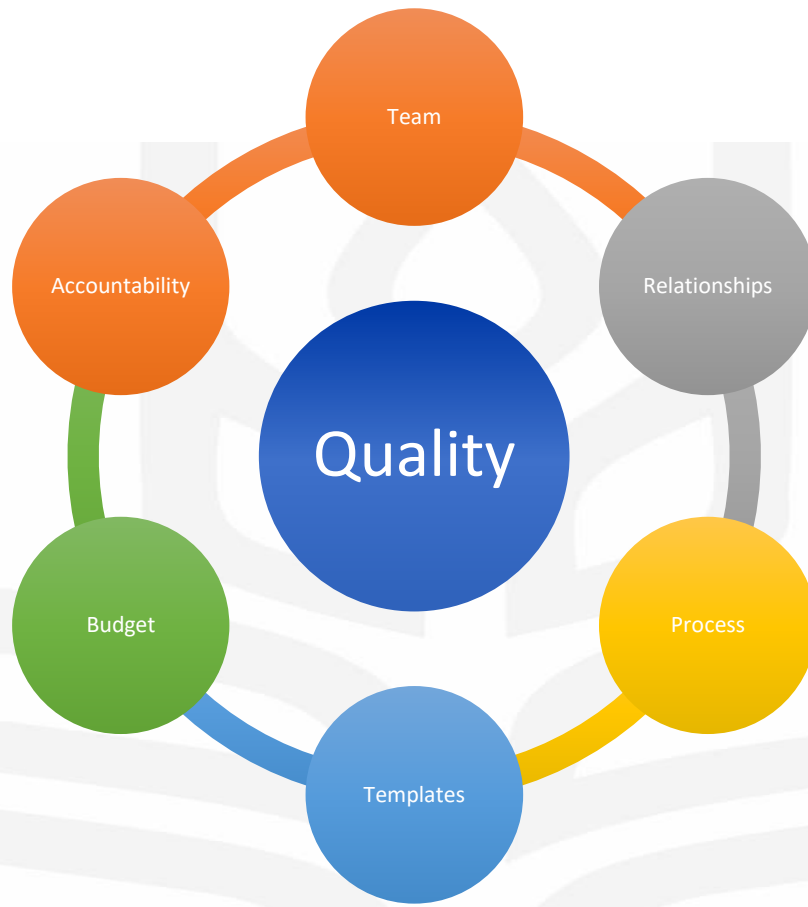 Team
Relationships
Process
Templates
Budget
Accountability
Quality